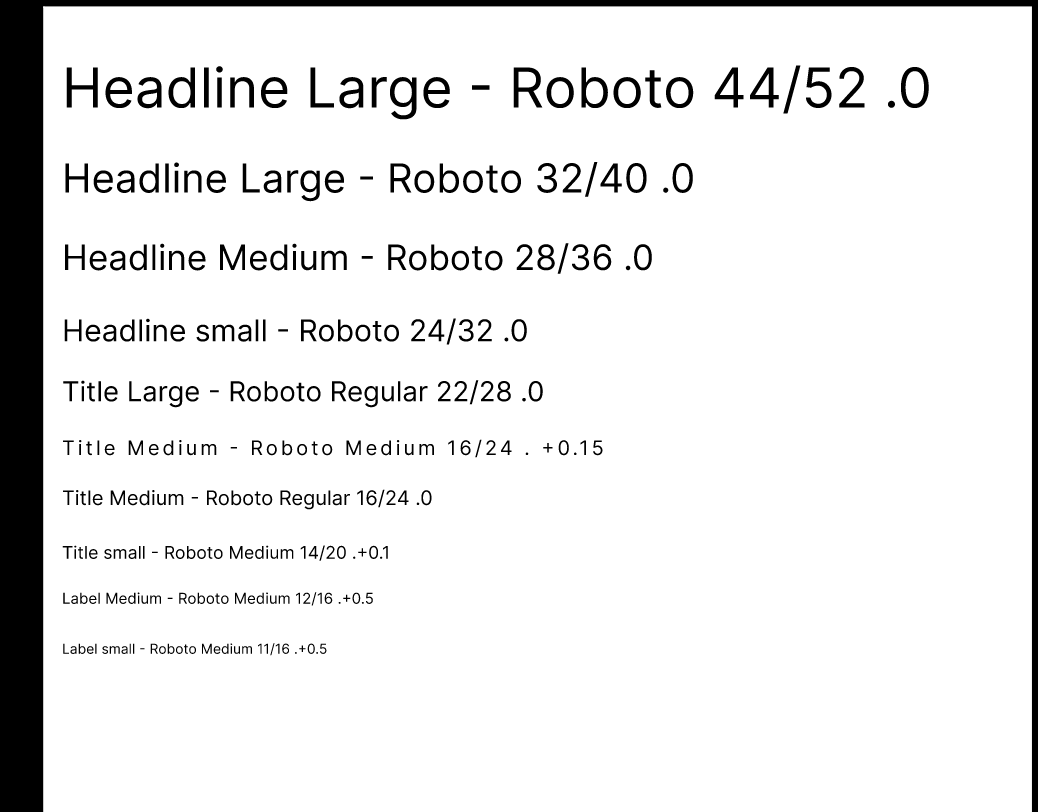 Headline Large - Roboto 44/52 .0
Headline Large - Roboto 32/40 .0
Headline Medium - Roboto 28/36 .0
Headline small - Roboto 24/32 .0
Title Large - Roboto Regular 22/28 .0
Title Medium - Roboto Medium 16/24 . +0.15
Title Medium - Roboto Regular 16/24 .0
Title small - Roboto Medium 14/20 .+0.1
Label Medium - Roboto Medium 12/16 .+0.5
Label small - Roboto Medium 11/16 .+0.5